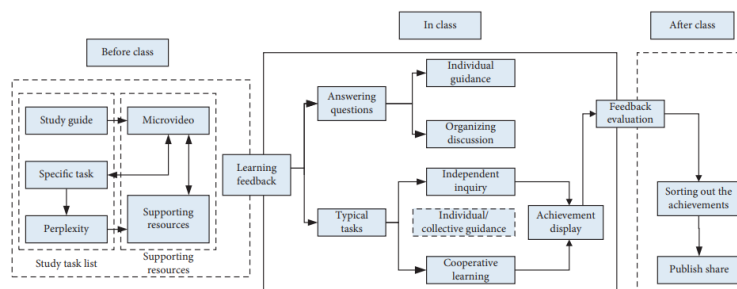 Before class
In class
After class
Study guide
Microvideo
Specific task
Perplexity
Supporting
resources
Study task list
Supporting
resources
Learning
feedback
Answering
questions
Individual
guidance
Organizing
discussion
Typical
tasks
Independent
inquiry
Individual/
collective guidance
Cooperative
learning
Achievement
display
Feedback
evaluation
Sorting out the
achievements
Publish share